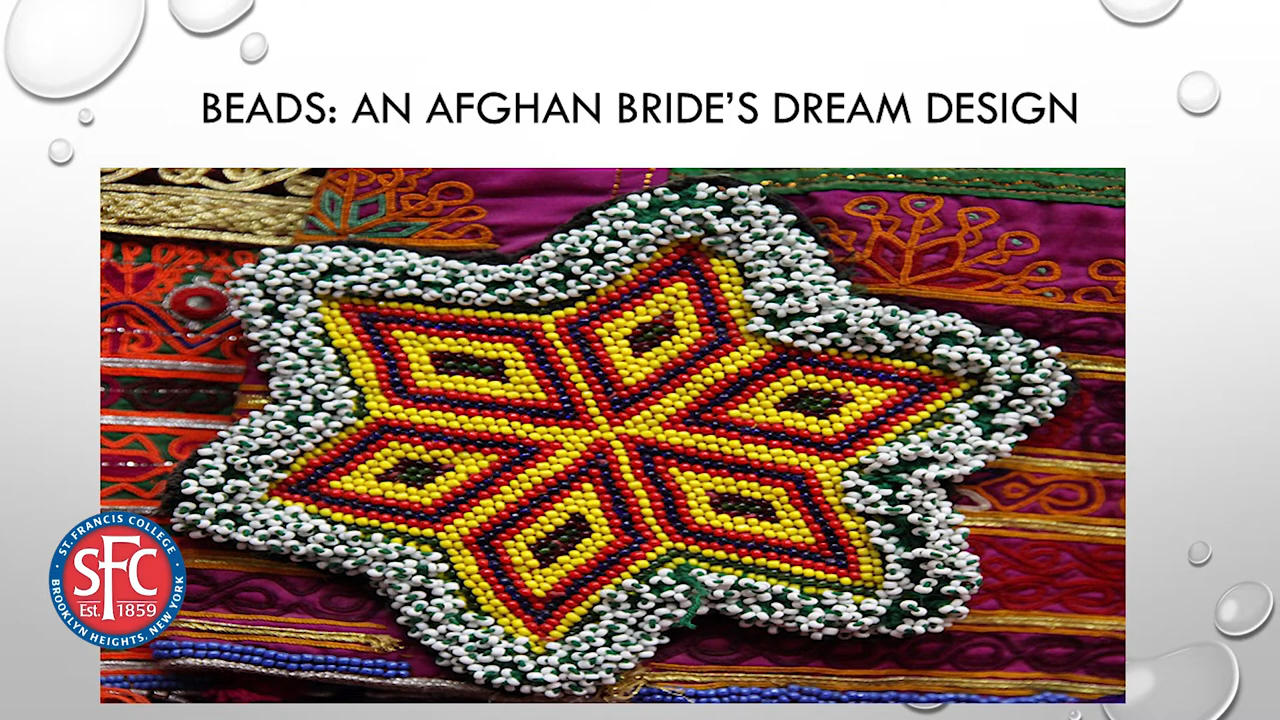 BEADS: AN AFGHAN BRIDE’S DREAM DESIGN
ST. FRANCIS COLLEGE
SFC
Est. 1859
BROOKLYN HEIGHTS, NEW YORK